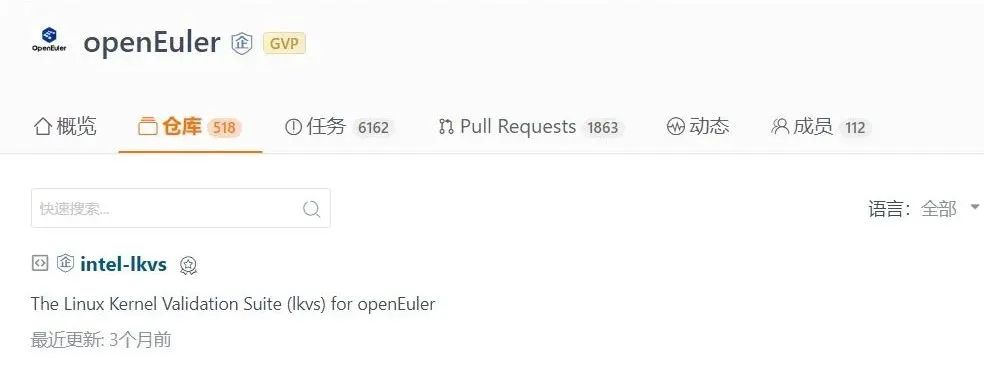 OpenEuler
openEuler 企 GVP
概览 仓库 518 任务 6162 Pull Requests 1863 动态 成员 112
快速搜索... 语言：全部
企 intel-lkvs
The Linux Kernel Validation Suite (lkvs) for openEuler
最近更新: 3个月前